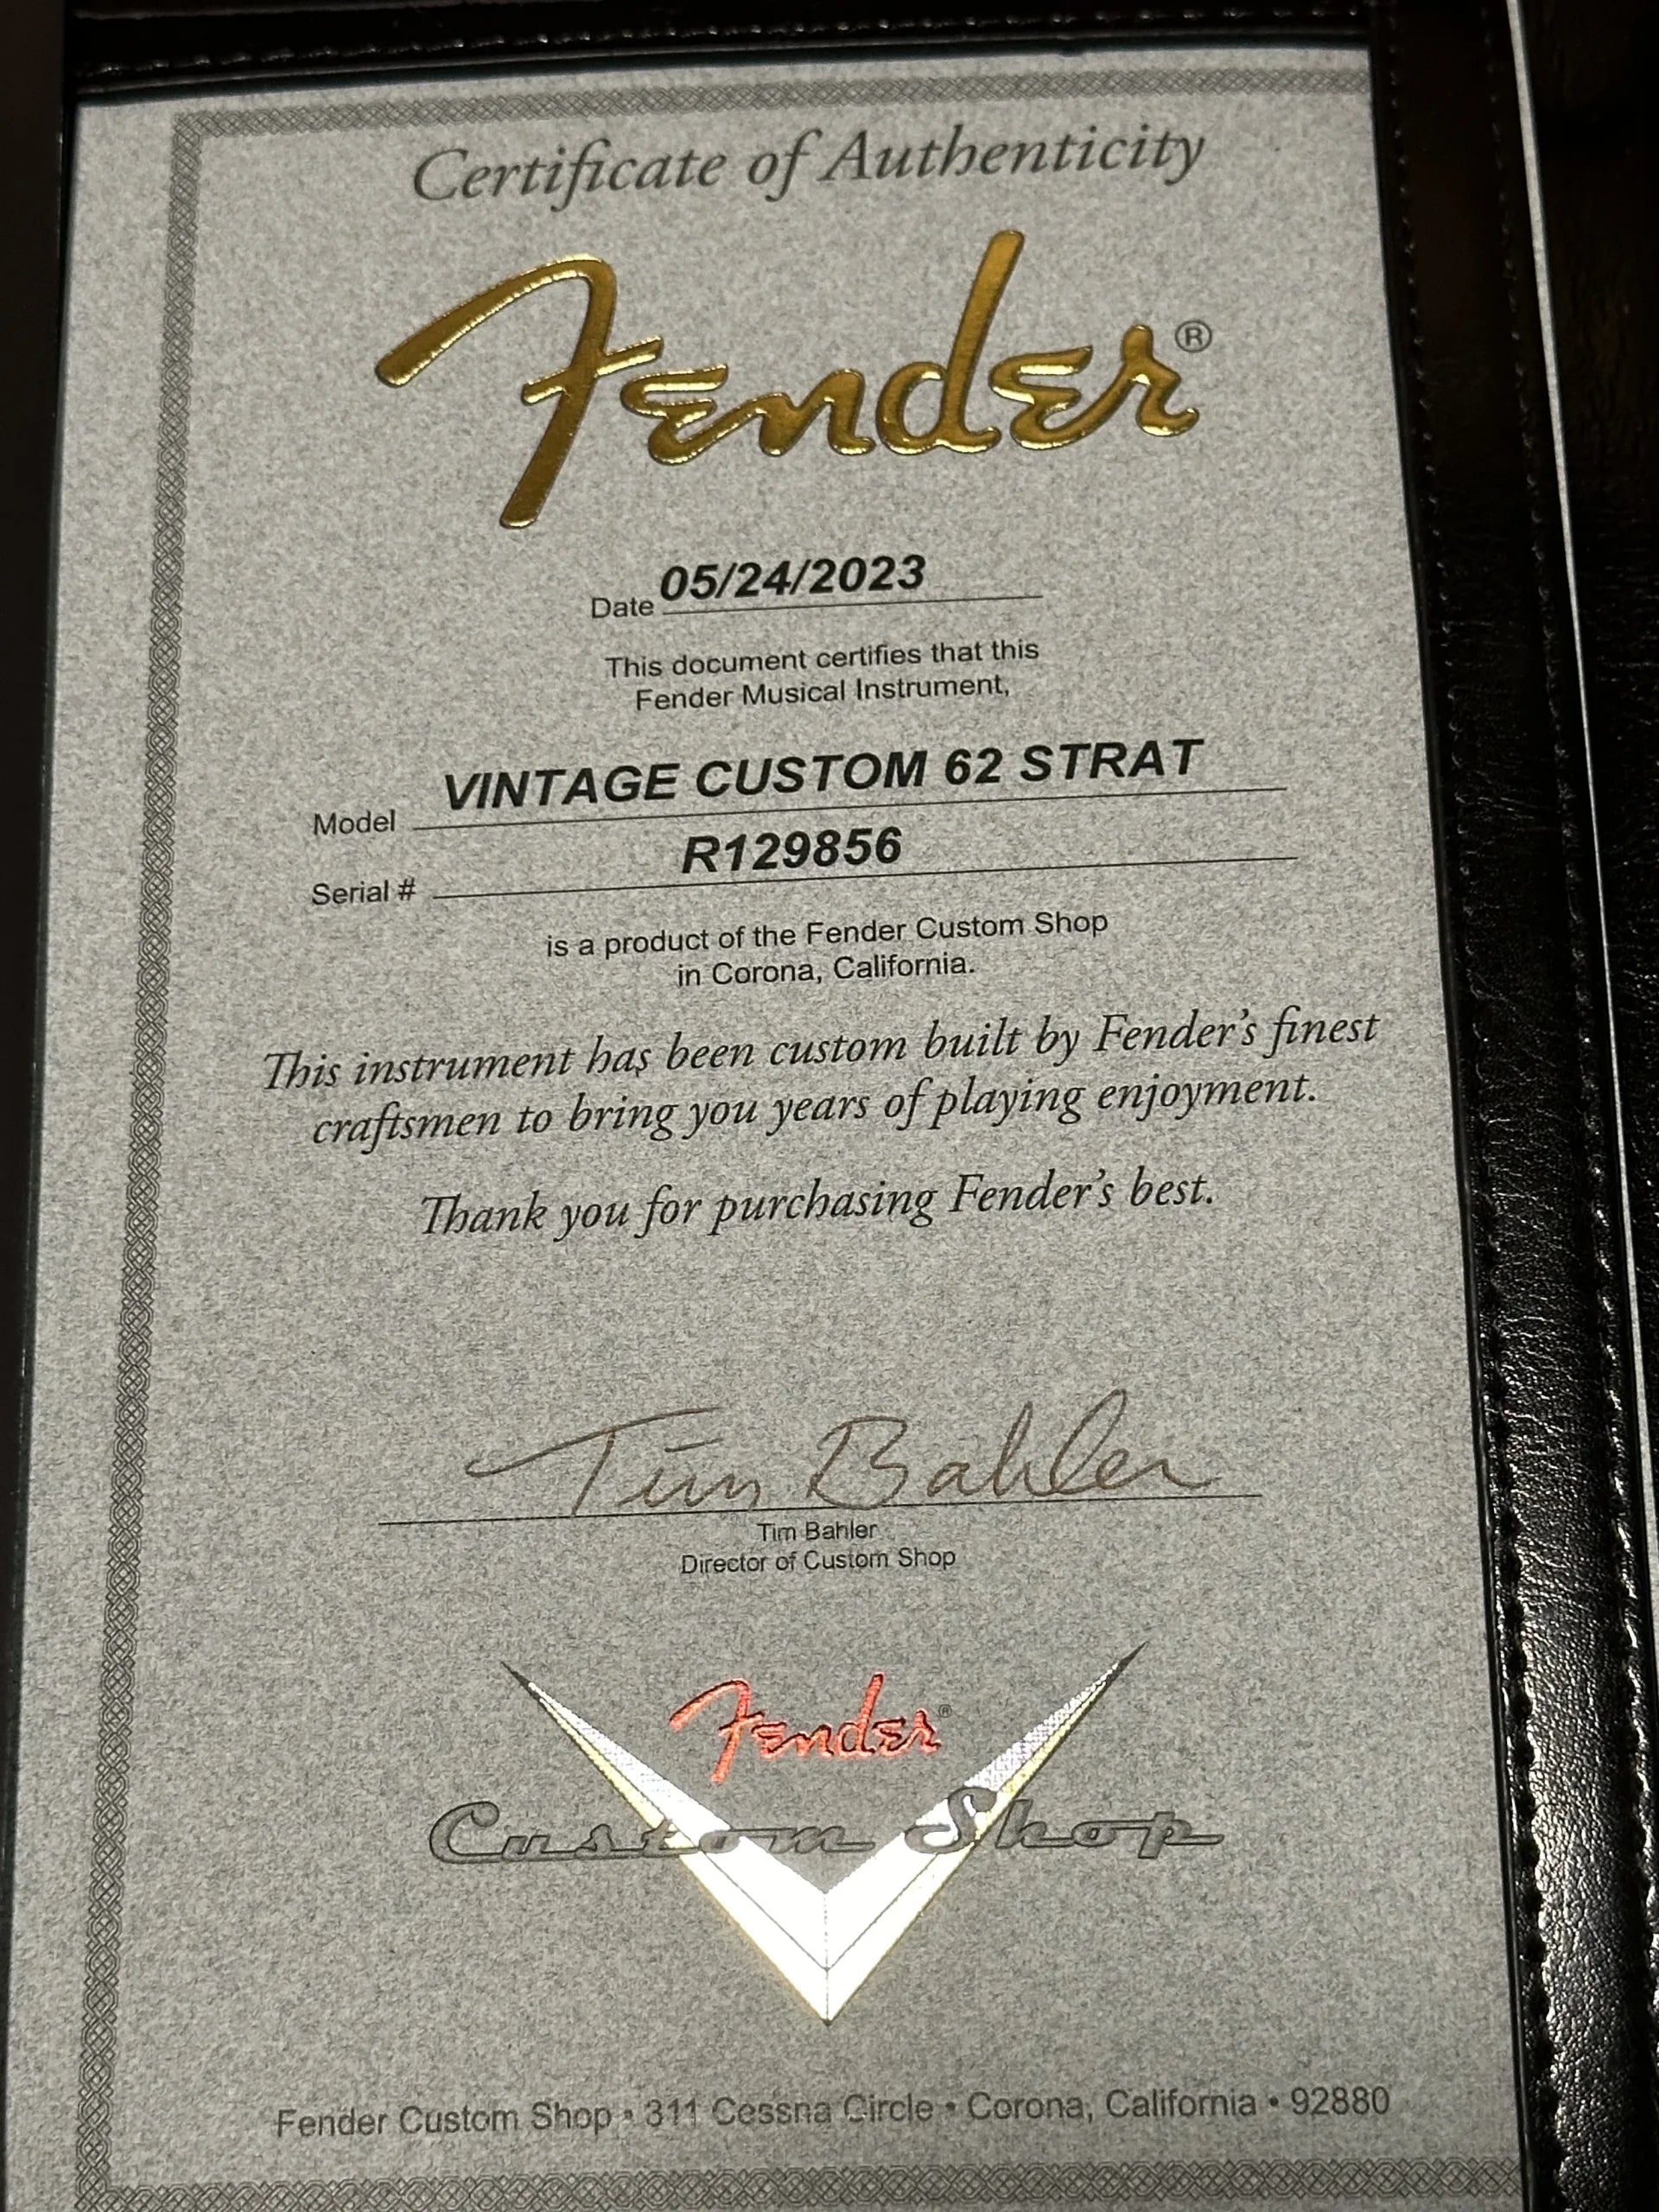 Certificate of Authenticity
Fender®
Date 05/24/2023
This document certifies that this
Fender Musical Instrument,
Model VINTAGE CUSTOM 62 STRAT
Serial # R129856
is a product of the Fender Custom Shop
in Corona, California.
This instrument has been custom built by Fender's finest
craftsmen to bring you years of playing enjoyment.
Thank you for purchasing Fender's best.
Tim Bahler
Tim Bahler
Director of Custom Shop
Fender®
Custom Shop
Fender Custom Shop • 311 Cessna Circle • Corona, California • 92880